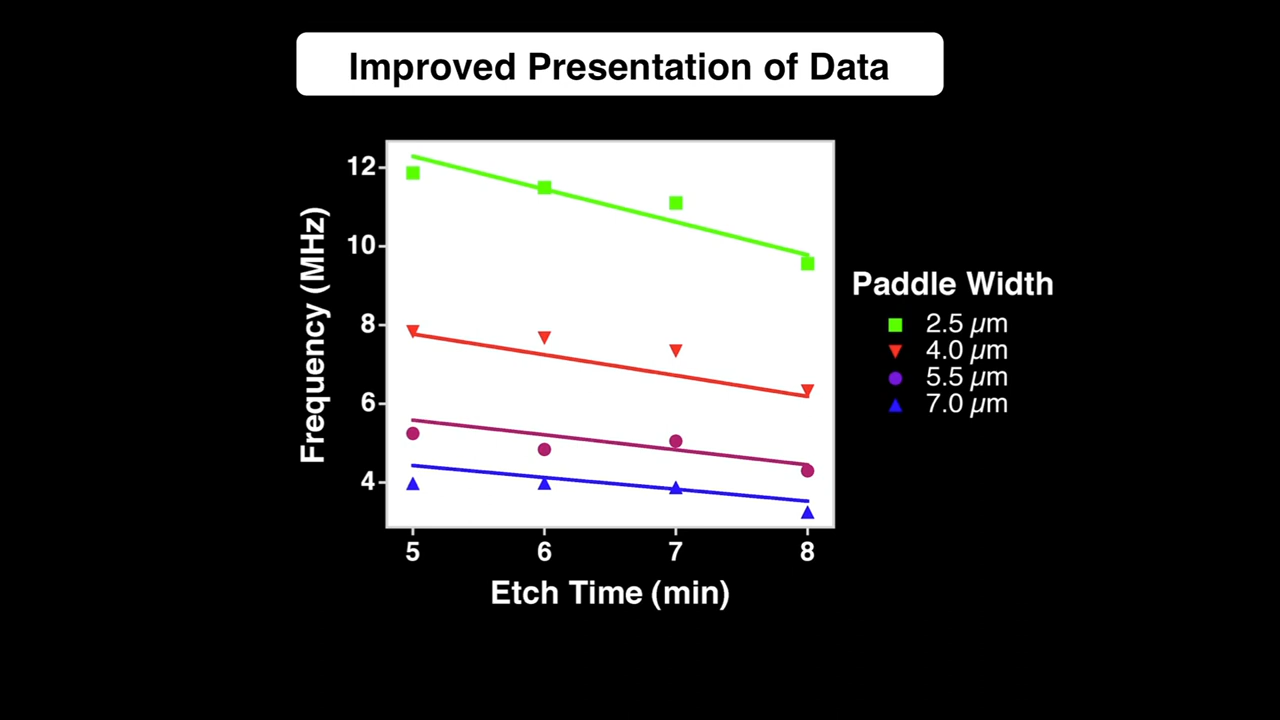 Improved Presentation of Data
12
10
8
6
4
Frequency (MHz)
5 6 7 8
Etch Time (min)
Paddle Width
2.5 µm
4.0 µm
5.5 µm
7.0 µm